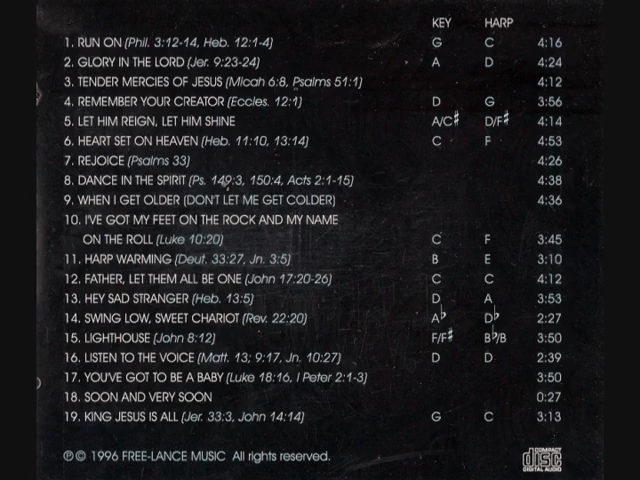 KEY HARP
1. RUN ON (Phil. 3:12-14, Heb. 12:1-4) G C 4:16
2. GLORY IN THE LORD (Jer. 9:23-24) A D 4:24
3. TENDER MERCIES OF JESUS (Micah 6:8, Psalms 51:1) 4:12
4. REMEMBER YOUR CREATOR (Eccles. 12:1) D G 3:56
5. LET HIM REIGN, LET HIM SHINE A/C♯ D/F♯ 4:14
6. HEART SET ON HEAVEN (Heb. 11:10, 13:14) C F 4:53
7. REJOICE (Psalms 33) 4:26
8. DANCE IN THE SPIRIT (Ps. 149:3, 150:4, Acts 2:1-15) 4:38
9. WHEN I GET OLDER (DON'T LET ME GET COLDER) 4:36
10. I'VE GOT MY FEET ON THE ROCK AND MY NAME
ON THE ROLL (Luke 10:20) C F 3:45
11. HARP WARMING (Deut. 33:27, Jn. 3:5) B E 3:10
12. FATHER, LET THEM ALL BE ONE (John 17:20-26) C C 4:12
13. HEY SAD STRANGER (Heb. 13:5) D A 3:53
14. SWING LOW, SWEET CHARIOT (Rev. 22:20) A♭ D♭ 2:27
15. LIGHTHOUSE (John 8:12) F/F♯ B♭/B 3:50
16. LISTEN TO THE VOICE (Matt. 13; 9:17, Jn. 10:27) D D 2:39
17. YOU'VE GOT TO BE A BABY (Luke 18:16, I Peter 2:1-3) 3:50
18. SOON AND VERY SOON 0:27
19. KING JESUS IS ALL (Jer. 33:3, John 14:14) G C 3:13
℗© 1996 FREE-LANCE MUSIC All rights reserved.
COMPACT
disc
DIGITAL AUDIO